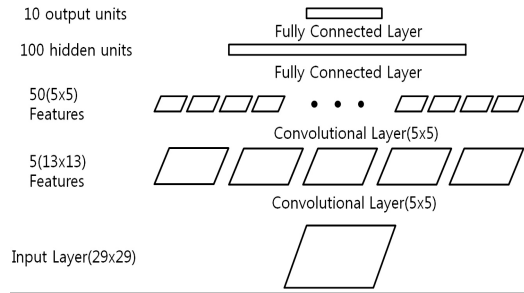 10 output units
Fully Connected Layer
100 hidden units
Fully Connected Layer
50(5x5)
Features
Convolutional Layer(5x5)
5(13x13)
Features
Convolutional Layer(5x5)
Input Layer(29x29)